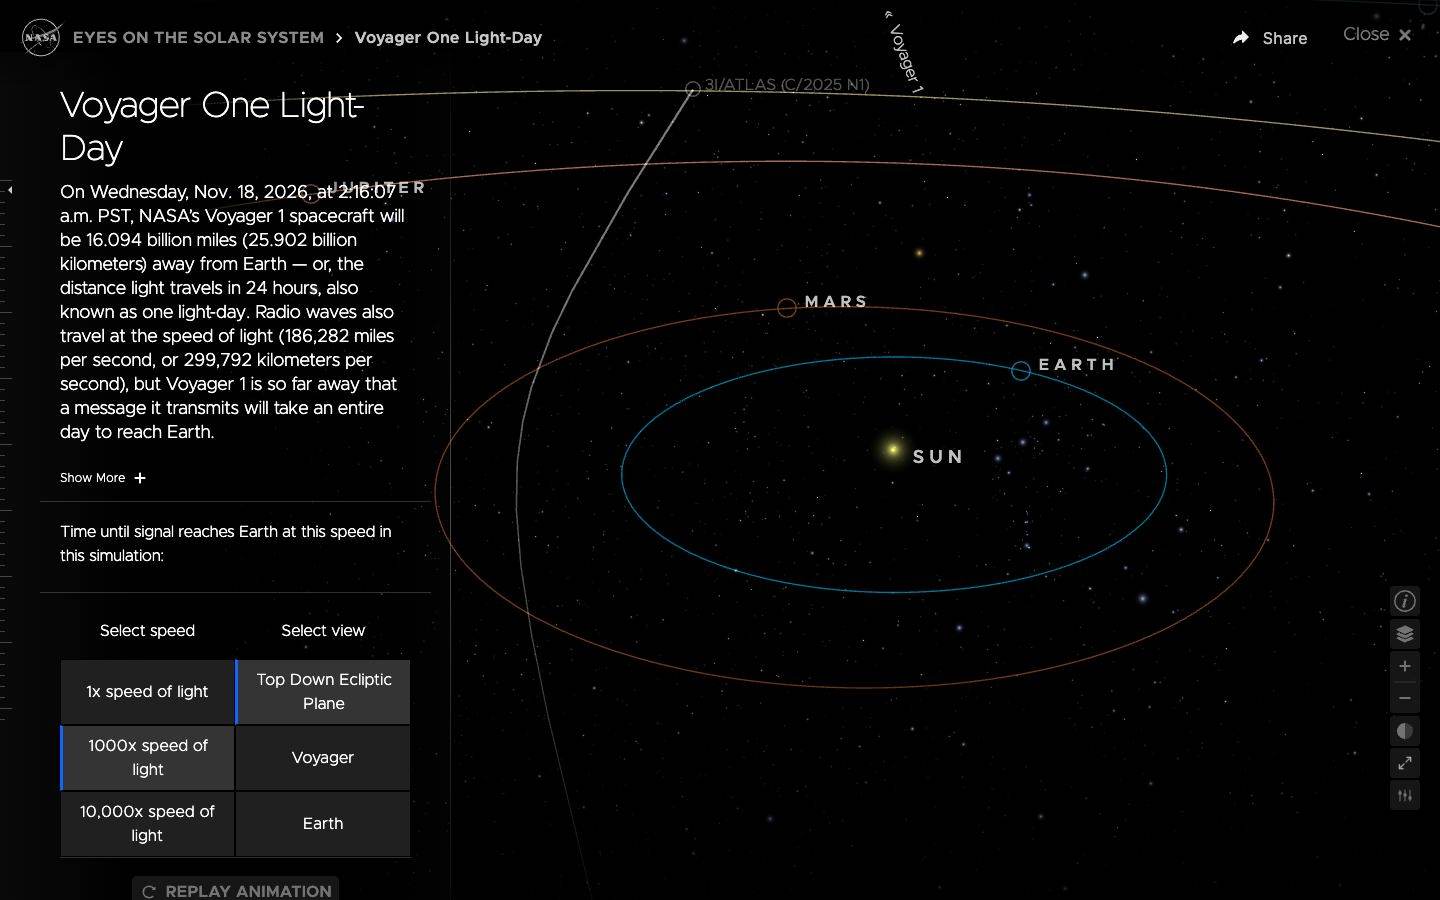 NASA
EYES ON THE SOLAR SYSTEM › Voyager One Light-Day
Share
Close ×
« Voyager 1
3I/ATLAS (C/2025 N1)
Voyager One Light-
Day
JUPITER
On Wednesday, Nov. 18, 2026, at 2:16:07
a.m. PST, NASA's Voyager 1 spacecraft will
be 16.094 billion miles (25.902 billion
kilometers) away from Earth — or, the
distance light travels in 24 hours, also
known as one light-day. Radio waves also
travel at the speed of light (186,282 miles
per second, or 299,792 kilometers per
second), but Voyager 1 is so far away that
a message it transmits will take an entire
day to reach Earth.
Show More +
Time until signal reaches Earth at this speed in
this simulation:
Select speed
1x speed of light
1000x speed of
light
10,000x speed of
light
Select view
Top Down Ecliptic
Plane
Voyager
Earth
REPLAY ANIMATION
MARS
EARTH
SUN